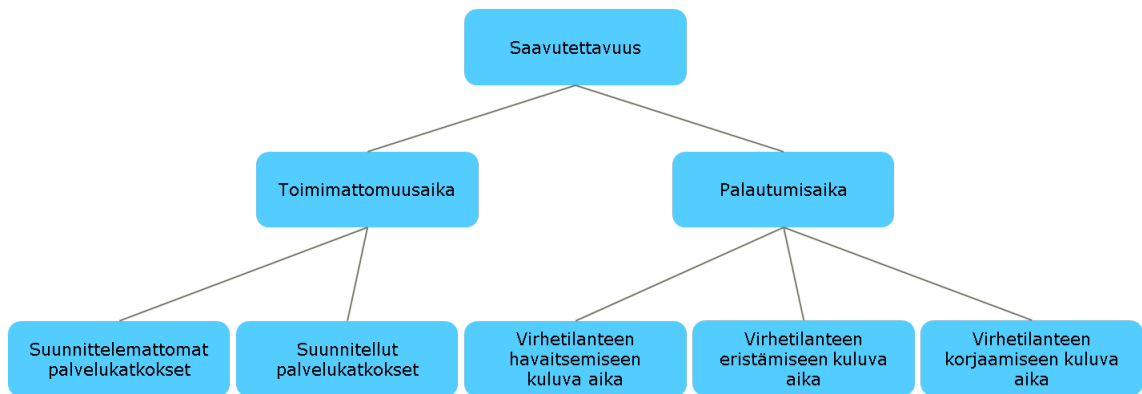 Saavutettavuus
Toimimattomuusaika
Palautumisaika
Suunnittelemattomat
palvelukatkokset
Suunnitellut
palvelukatkokset
Virhetilanteen
havaitsemiseen
kuluva aika
Virhetilanteen
eristämiseen kuluva
aika
Virhetilanteen
korjaamiseen kuluva
aika